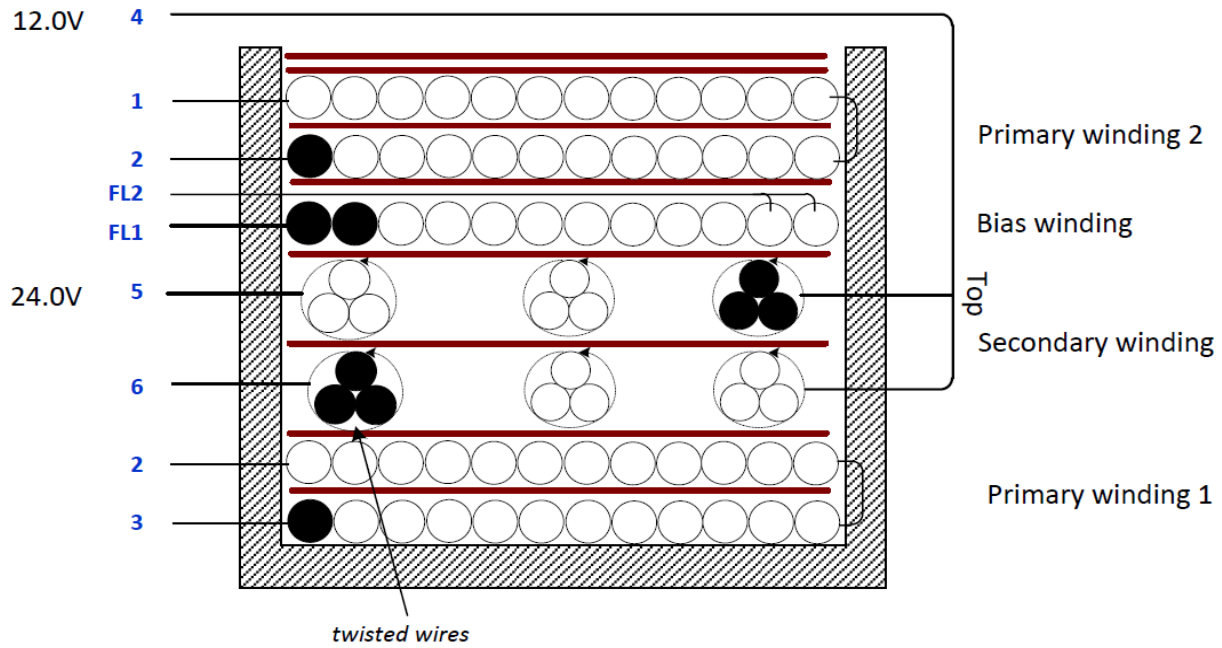 12.0V 4
1
2 Primary winding 2
FL2
FL1 Bias winding
24.0V 5
Top
6 Secondary winding
2
3 Primary winding 1
twisted wires